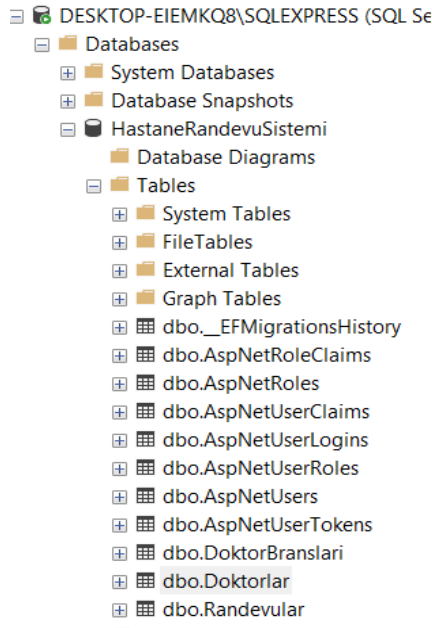 DESKTOP-EIEMKQ8\SQLEXPRESS (SQL Se
Databases
System Databases
Database Snapshots
HastaneRandevuSistemi
Database Diagrams
Tables
System Tables
FileTables
External Tables
Graph Tables
dbo.__EFMigrationsHistory
dbo.AspNetRoleClaims
dbo.AspNetRoles
dbo.AspNetUserClaims
dbo.AspNetUserLogins
dbo.AspNetUserRoles
dbo.AspNetUsers
dbo.AspNetUserTokens
dbo.DoktorBranslari
dbo.Doktorlar
dbo.Randevular